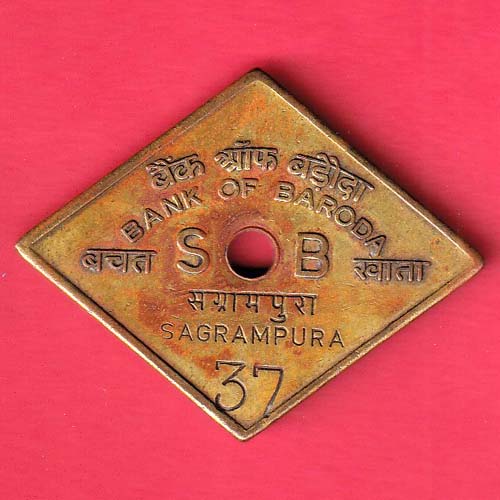 बैंक ऑफ बड़ौदा
BANK OF BARODA
बचत S B खाता
सग्रामपुरा
SAGRAMPURA
37